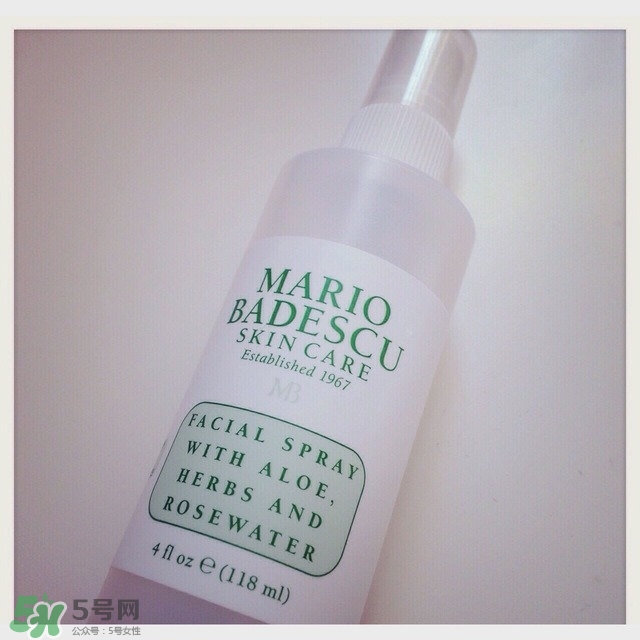 MARIO
BADESCU
SKIN CARE
Established 1967
MB
FACIAL SPRAY
WITH ALOE,
HERBS AND
ROSEWATER
4 fl oz ℮ (118 ml)
5号网
公众号：5号女性